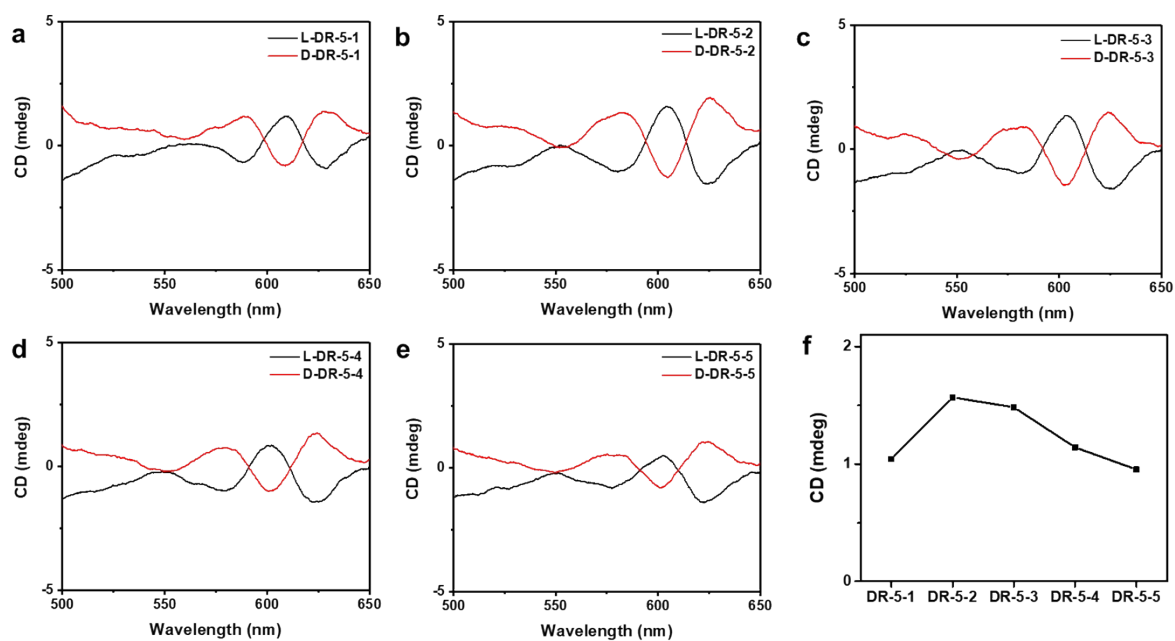 a
L-DR-5-1
D-DR-5-1
5
0
-5
CD (mdeg)
500
550
600
650
Wavelength (nm)
b
L-DR-5-2
D-DR-5-2
5
0
-5
CD (mdeg)
500
550
600
650
Wavelength (nm)
c
L-DR-5-3
D-DR-5-3
5
0
-5
CD (mdeg)
500
550
600
650
Wavelength (nm)
d
L-DR-5-4
D-DR-5-4
5
0
-5
CD (mdeg)
500
550
600
650
Wavelength (nm)
e
L-DR-5-5
D-DR-5-5
5
0
-5
CD (mdeg)
500
550
600
650
Wavelength (nm)
f
2
1
0
CD (mdeg)
DR-5-1
DR-5-2
DR-5-3
DR-5-4
DR-5-5